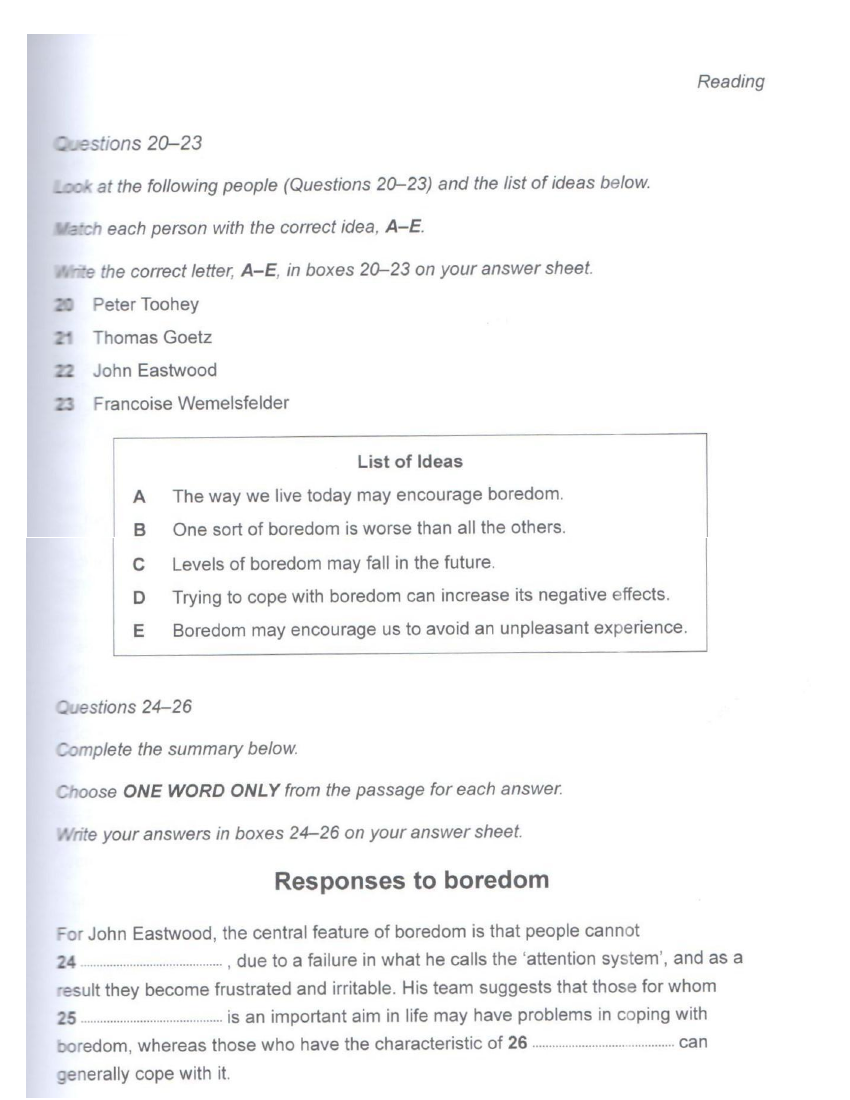 Reading
Questions 20–23
Look at the following people (Questions 20–23) and the list of ideas below.
Match each person with the correct idea, A–E.
Write the correct letter, A–E, in boxes 20–23 on your answer sheet.
20 Peter Toohey
21 Thomas Goetz
22 John Eastwood
23 Francoise Wemelsfelder
List of Ideas
A The way we live today may encourage boredom.
B One sort of boredom is worse than all the others.
C Levels of boredom may fall in the future.
D Trying to cope with boredom can increase its negative effects.
E Boredom may encourage us to avoid an unpleasant experience.
Questions 24–26
Complete the summary below.
Choose ONE WORD ONLY from the passage for each answer.
Write your answers in boxes 24–26 on your answer sheet.
Responses to boredom
For John Eastwood, the central feature of boredom is that people cannot
24 ........................................ , due to a failure in what he calls the ‘attention system’, and as a
result they become frustrated and irritable. His team suggests that those for whom
25 ........................................ is an important aim in life may have problems in coping with
boredom, whereas those who have the characteristic of 26 ........................................ can
generally cope with it.